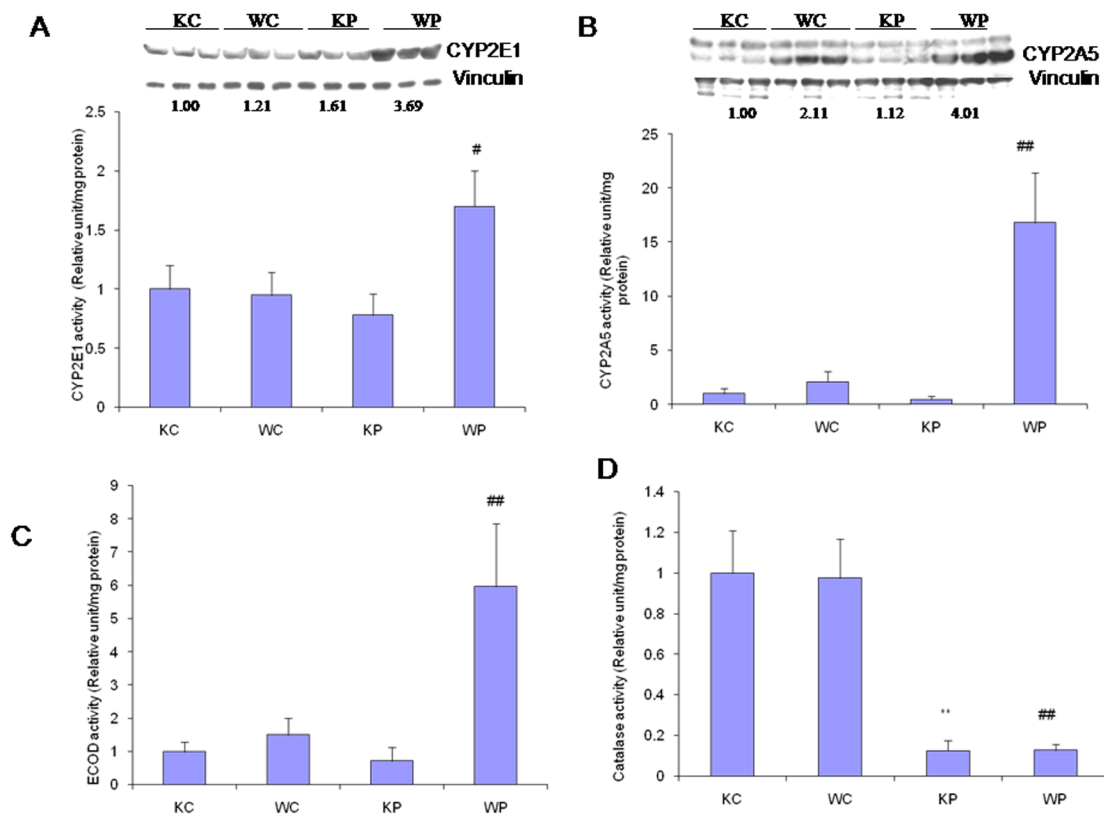 A
KC WC KP WP
CYP2E1
Vinculin
1.00 1.21 1.61 3.69
CYP2E1 activity (Relative unit/mg protein)
2.5
2
1.5
1
0.5
0
#
KC WC KP WP
B
KC WC KP WP
CYP2A5
Vinculin
1.00 2.11 1.12 4.01
CYP2A5 activity (Relative unit/mg
protein)
25
20
15
10
5
0
##
KC WC KP WP
C
ECOD activity (Relative unit/mg protein)
9
8
7
6
5
4
3
2
1
0
##
KC WC KP WP
D
Catalase activity (Relative unit/mg protein)
1.4
1.2
1
0.8
0.6
0.4
0.2
0
**
##
KC WC KP WP